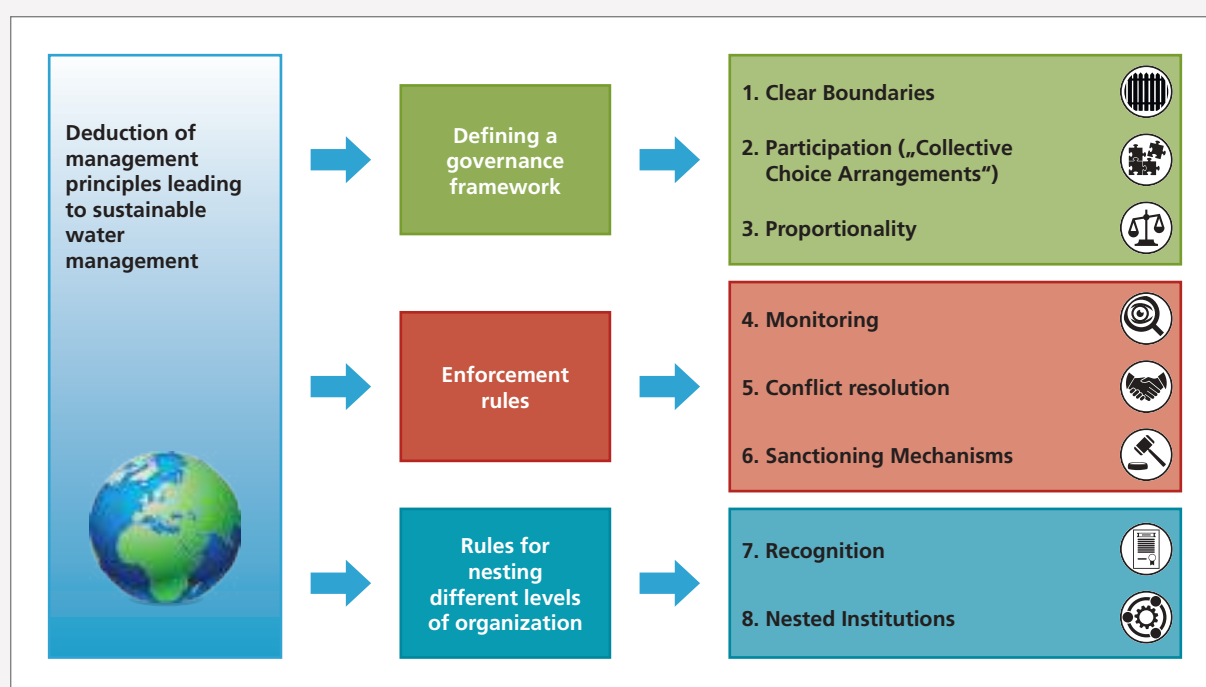 Deduction of
management
principles leading
to sustainable
water
management
Defining a
governance
framework
1. Clear Boundaries
2. Participation („Collective
Choice Arrangements“)
3. Proportionality
Enforcement
rules
4. Monitoring
5. Conflict resolution
6. Sanctioning Mechanisms
Rules for
nesting
different levels
of organization
7. Recognition
8. Nested Institutions